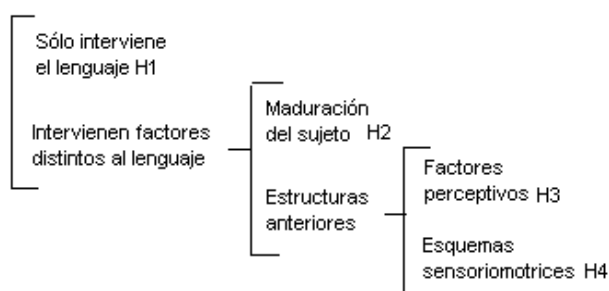 Sólo interviene
el lenguaje H1
Intervienen factores
distintos al lenguaje
Maduración
del sujeto H2
Estructuras
anteriores
Factores
perceptivos H3
Esquemas
sensoriomotrices H4